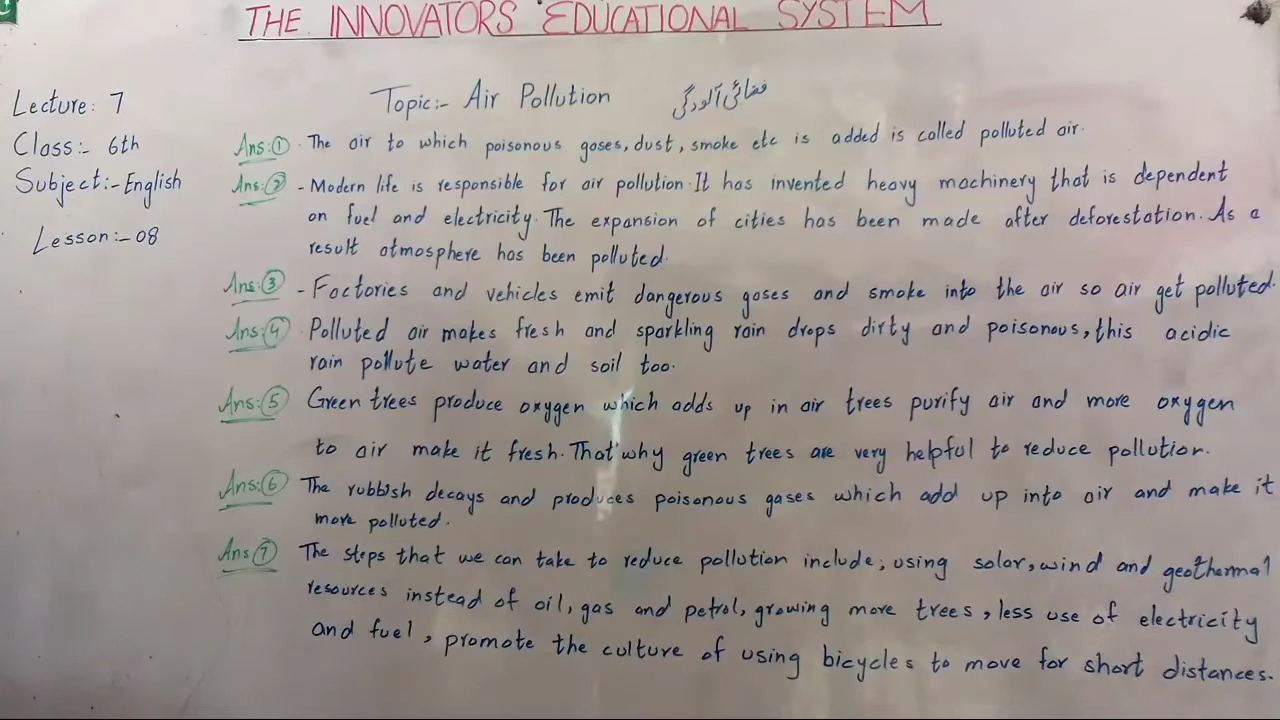 THE INNOVATORS EDUCATIONAL SYSTEM
Lecture: 7
Class:- 6th
Subject:- English
Lesson:- 08
Topic:- Air Pollution فضائی آلودگی
Ans:① The air to which poisonous gases, dust, smoke etc is added is called polluted air.
Ans:② - Modern life is responsible for air pollution. It has invented heavy machinery that is dependent
on fuel and electricity. The expansion of cities has been made after deforestation. As a
result atmosphere has been polluted.
Ans:③ - Factories and vehicles emit dangerous gases and smoke into the air so air get polluted.
Ans:④ Polluted air makes fresh and sparkling rain drops dirty and poisonous, this acidic
rain pollute water and soil too.
Ans:⑤ Green trees produce oxygen which adds up in air trees purify air and more oxygen
to air make it fresh. That'why green trees are very helpful to reduce pollution.
Ans:⑥ The rubbish decays and produces poisonous gases which add up into air and make it
more polluted.
Ans⑦ The steps that we can take to reduce pollution include; using solar, wind and geothermal
resources instead of oil, gas and petrol, growing more trees, less use of electricity
and fuel, promote the culture of using bicycles to move for short distances.